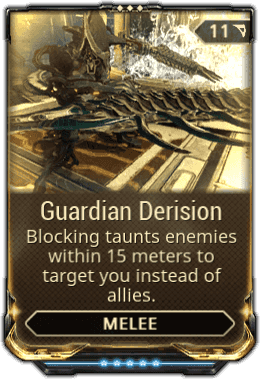 11
Guardian Derision
Blocking taunts enemies
within 15 meters to
target you instead of
allies.
MELEE